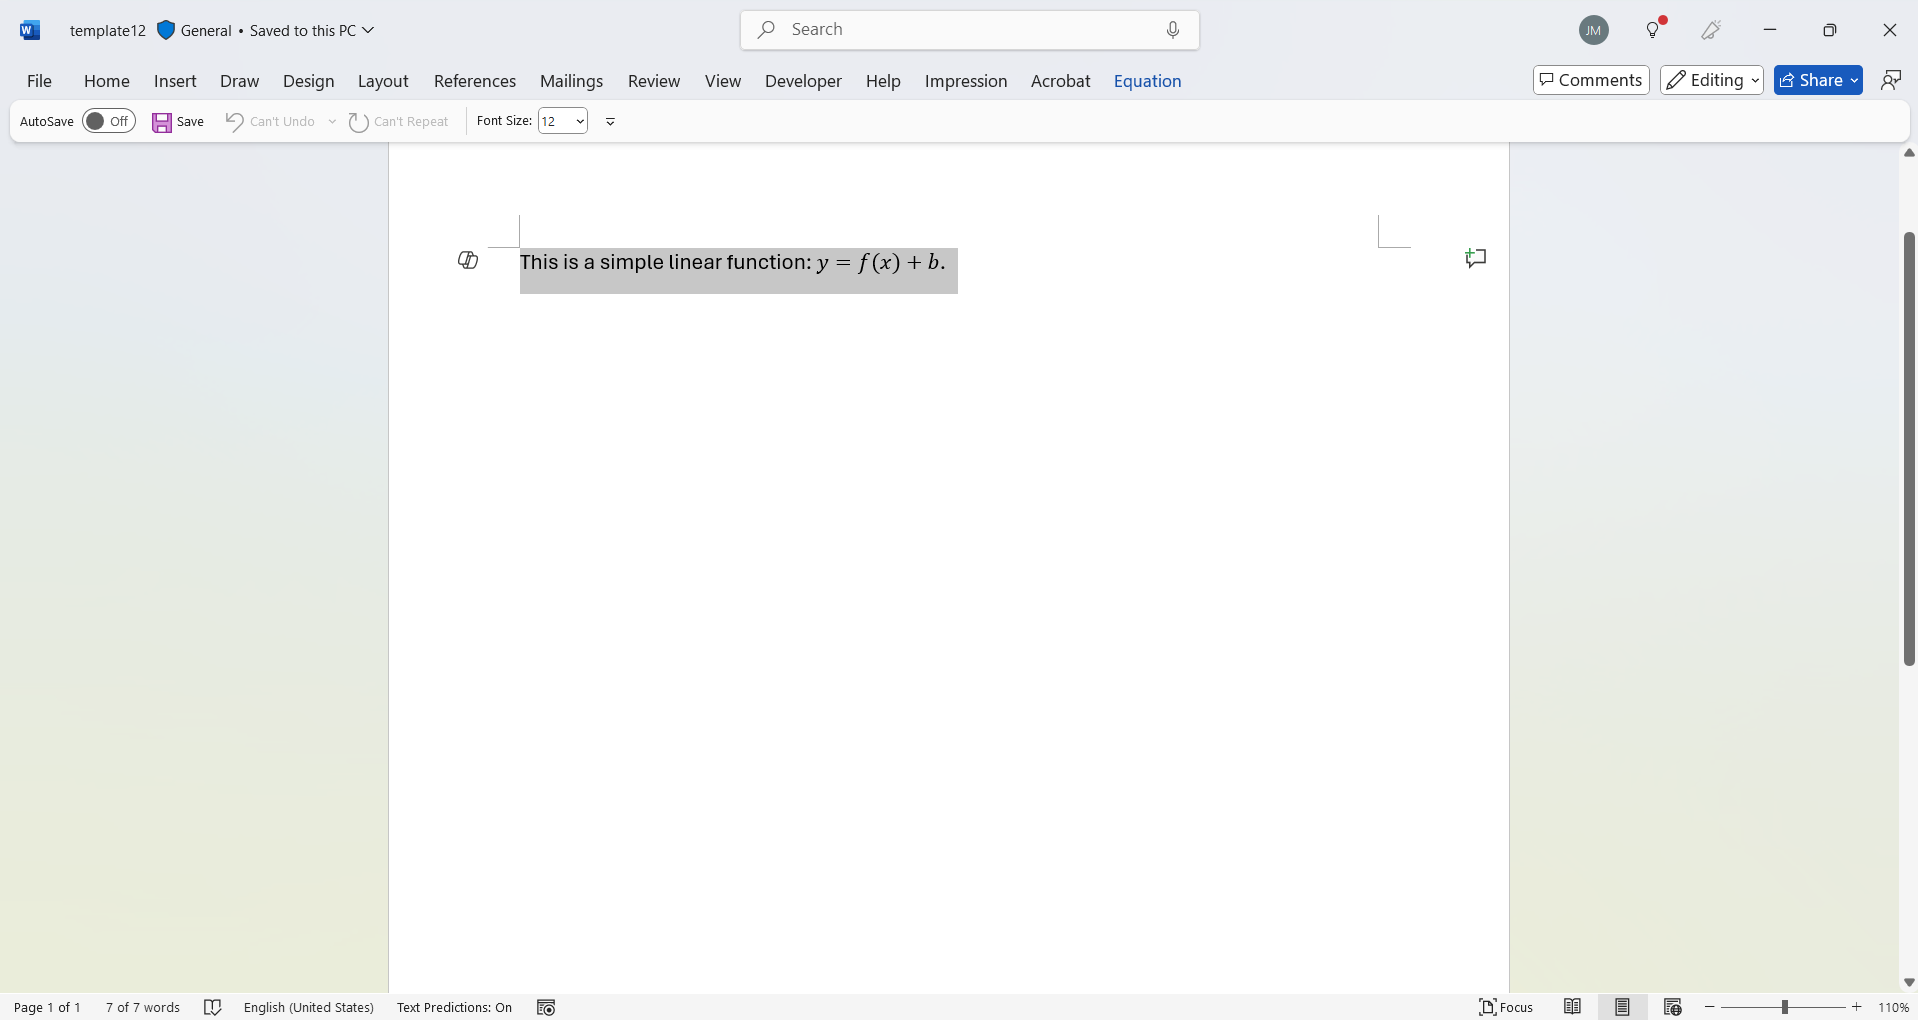 template12 General • Saved to this PC
Search
JM
File Home Insert Draw Design Layout References Mailings Review View Developer Help Impression Acrobat Equation
Comments Editing Share
AutoSave Off Save Can't Undo Can't Repeat Font Size: 12
This is a simple linear function: y = f(x) + b.
Page 1 of 1 7 of 7 words English (United States) Text Predictions: On Focus 110%